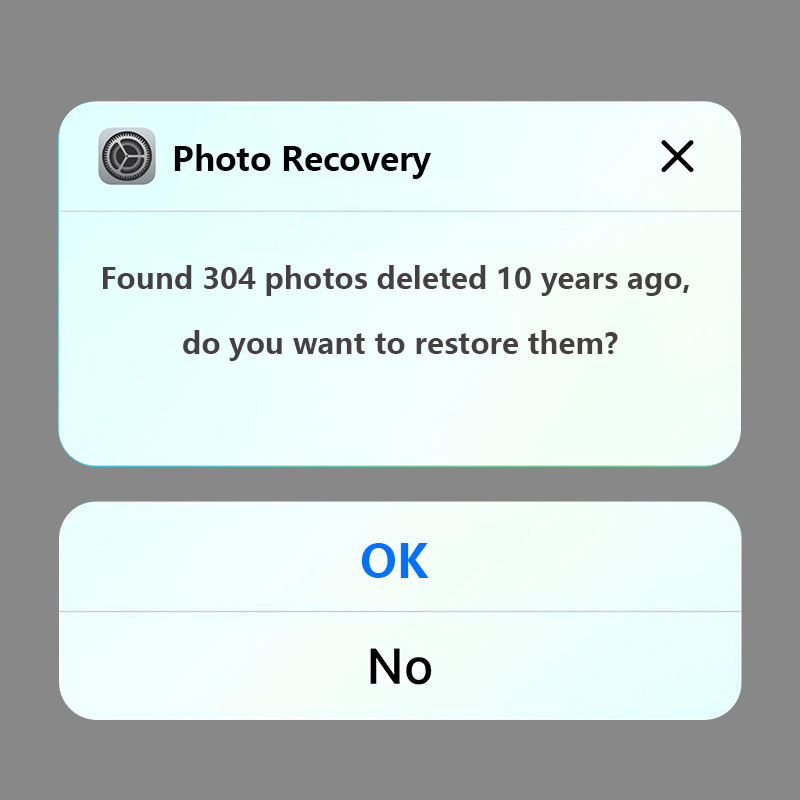 Photo Recovery
Found 304 photos deleted 10 years ago,
do you want to restore them?
OK
No